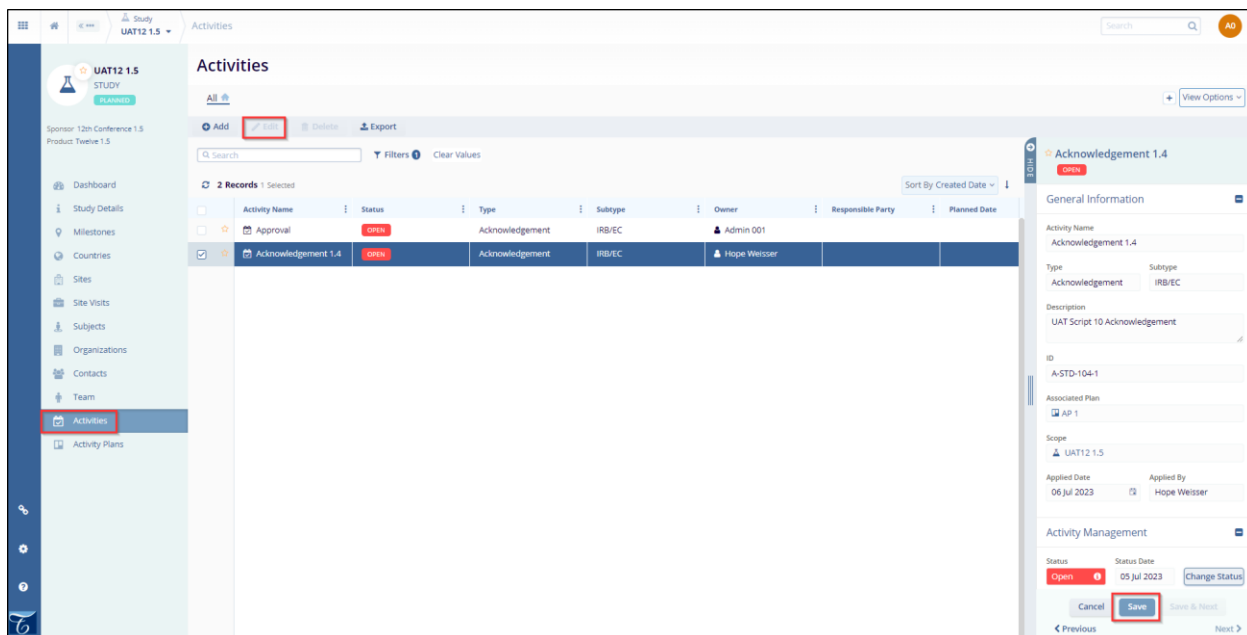 Study
UAT12 1.5
Activities
Search
AO
UAT12 1.5
STUDY
PLANNED
Sponsor 12th Conference 1.5
Product Twelve 1.5
Dashboard
Study Details
Milestones
Countries
Sites
Site Visits
Subjects
Organizations
Contacts
Team
Activities
Activity Plans
Activities
All
View Options
Add
Edit
Delete
Export
Search
Filters 1
Clear Values
2 Records 1 Selected
Sort By Created Date
Activity Name Status Type Subtype Owner Responsible Party Planned Date
Approval OPEN Acknowledgement IRB/EC Admin 001
Acknowledgement 1.4 OPEN Acknowledgement IRB/EC Hope Weisser
HIDE
Acknowledgement 1.4
OPEN
General Information
Activity Name
Acknowledgement 1.4
Type Subtype
Acknowledgement IRB/EC
Description
UAT Script 10 Acknowledgement
ID
A-STD-104-1
Associated Plan
AP 1
Scope
UAT12 1.5
Applied Date Applied By
06 Jul 2023 Hope Weisser
Activity Management
Status Status Date
Open 05 Jul 2023 Change Status
Cancel Save Save & Next
Previous Next